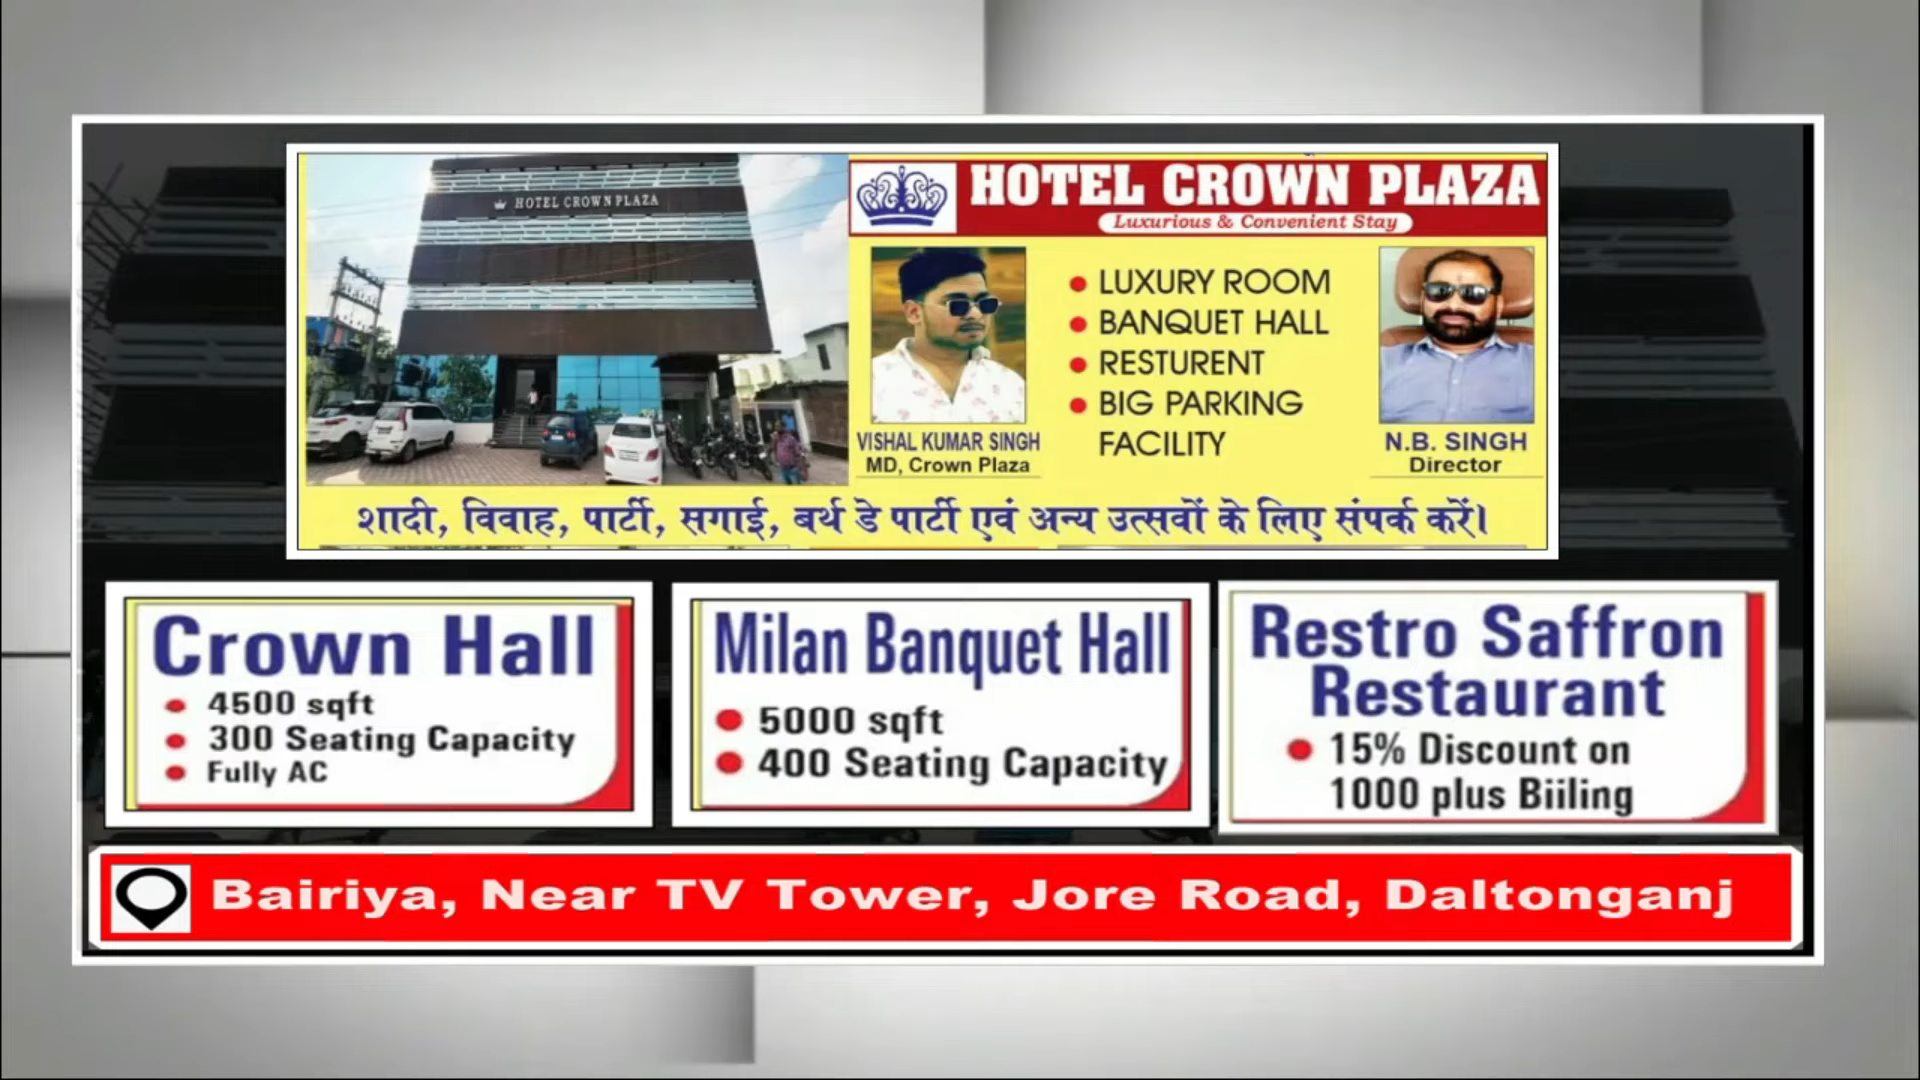 HOTEL CROWN PLAZA
HOTEL CROWN PLAZA
Luxurious & Convenient Stay
LUXURY ROOM
BANQUET HALL
RESTURENT
BIG PARKING
FACILITY
VISHAL KUMAR SINGH
MD, Crown Plaza
N.B. SINGH
Director
शादी, विवाह, पार्टी, सगाई, बर्थ डे पार्टी एवं अन्य उत्सवों के लिए संपर्क करें।
Crown Hall
4500 sqft
300 Seating Capacity
Fully AC
Milan Banquet Hall
5000 sqft
400 Seating Capacity
Restro Saffron
Restaurant
15% Discount on
1000 plus Biiling
Bairiya, Near TV Tower, Jore Road, Daltonganj